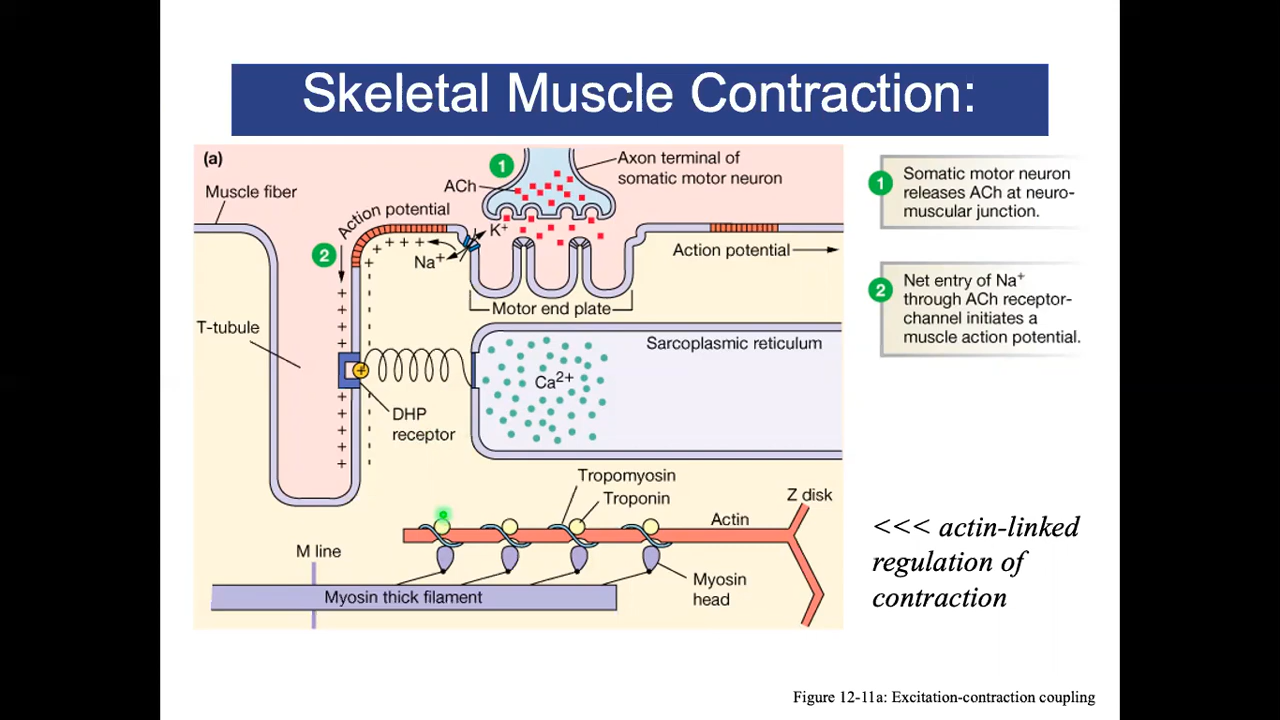 Skeletal Muscle Contraction:
(a)
Muscle fiber
1
Axon terminal of
somatic motor neuron
ACh
Action potential
K+
Na+
2
Action potential
Motor end plate
T-tubule
Sarcoplasmic reticulum
Ca2+
DHP
receptor
Tropomyosin
Troponin
Z disk
Actin
M line
Myosin
head
Myosin thick filament
1
Somatic motor neuron
releases ACh at neuro-
muscular junction.
2
Net entry of Na+
through ACh receptor-
channel initiates a
muscle action potential.
<<< actin-linked
regulation of
contraction
Figure 12-11a: Excitation-contraction coupling